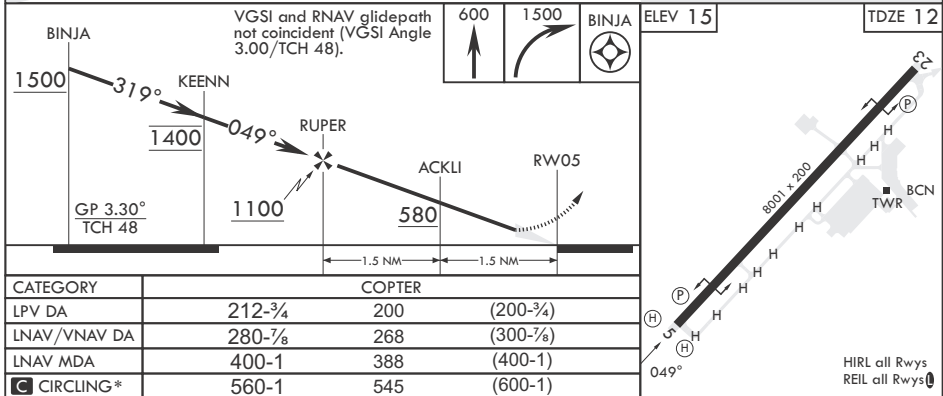 VGSI and RNAV glidepath
not coincident (VGSI Angle
3.00/TCH 48).
600
1500
BINJA
BINJA
1500
319°
KEENN
1400
049°
RUPER
1100
ACKLI
580
RW05
GP 3.30°
TCH 48
1.5 NM
1.5 NM
CATEGORY COPTER
LPV DA 212-¾ 200 (200-¾)
LNAV/VNAV DA 280-⅞ 268 (300-⅞)
LNAV MDA 400-1 388 (400-1)
C CIRCLING* 560-1 545 (600-1)
ELEV 15
TDZE 12
23
P
H
H
H
8001 x 200
BCN
TWR
H
H
H
H
H
P
H
H
5
H
H
049°
HIRL all Rwys
REIL all Rwys L